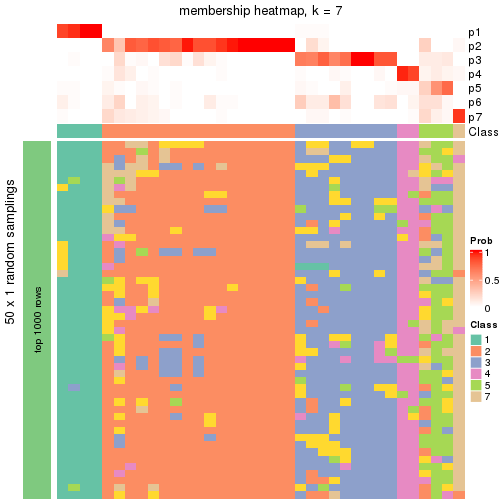 membership heatmap, k = 7
p1
p2
p3
p4
p5
p6
p7
Class
50 x 1 random samplings
top 1000 rows
Prob
1
0.5
0
Class
1
2
3
4
5
7